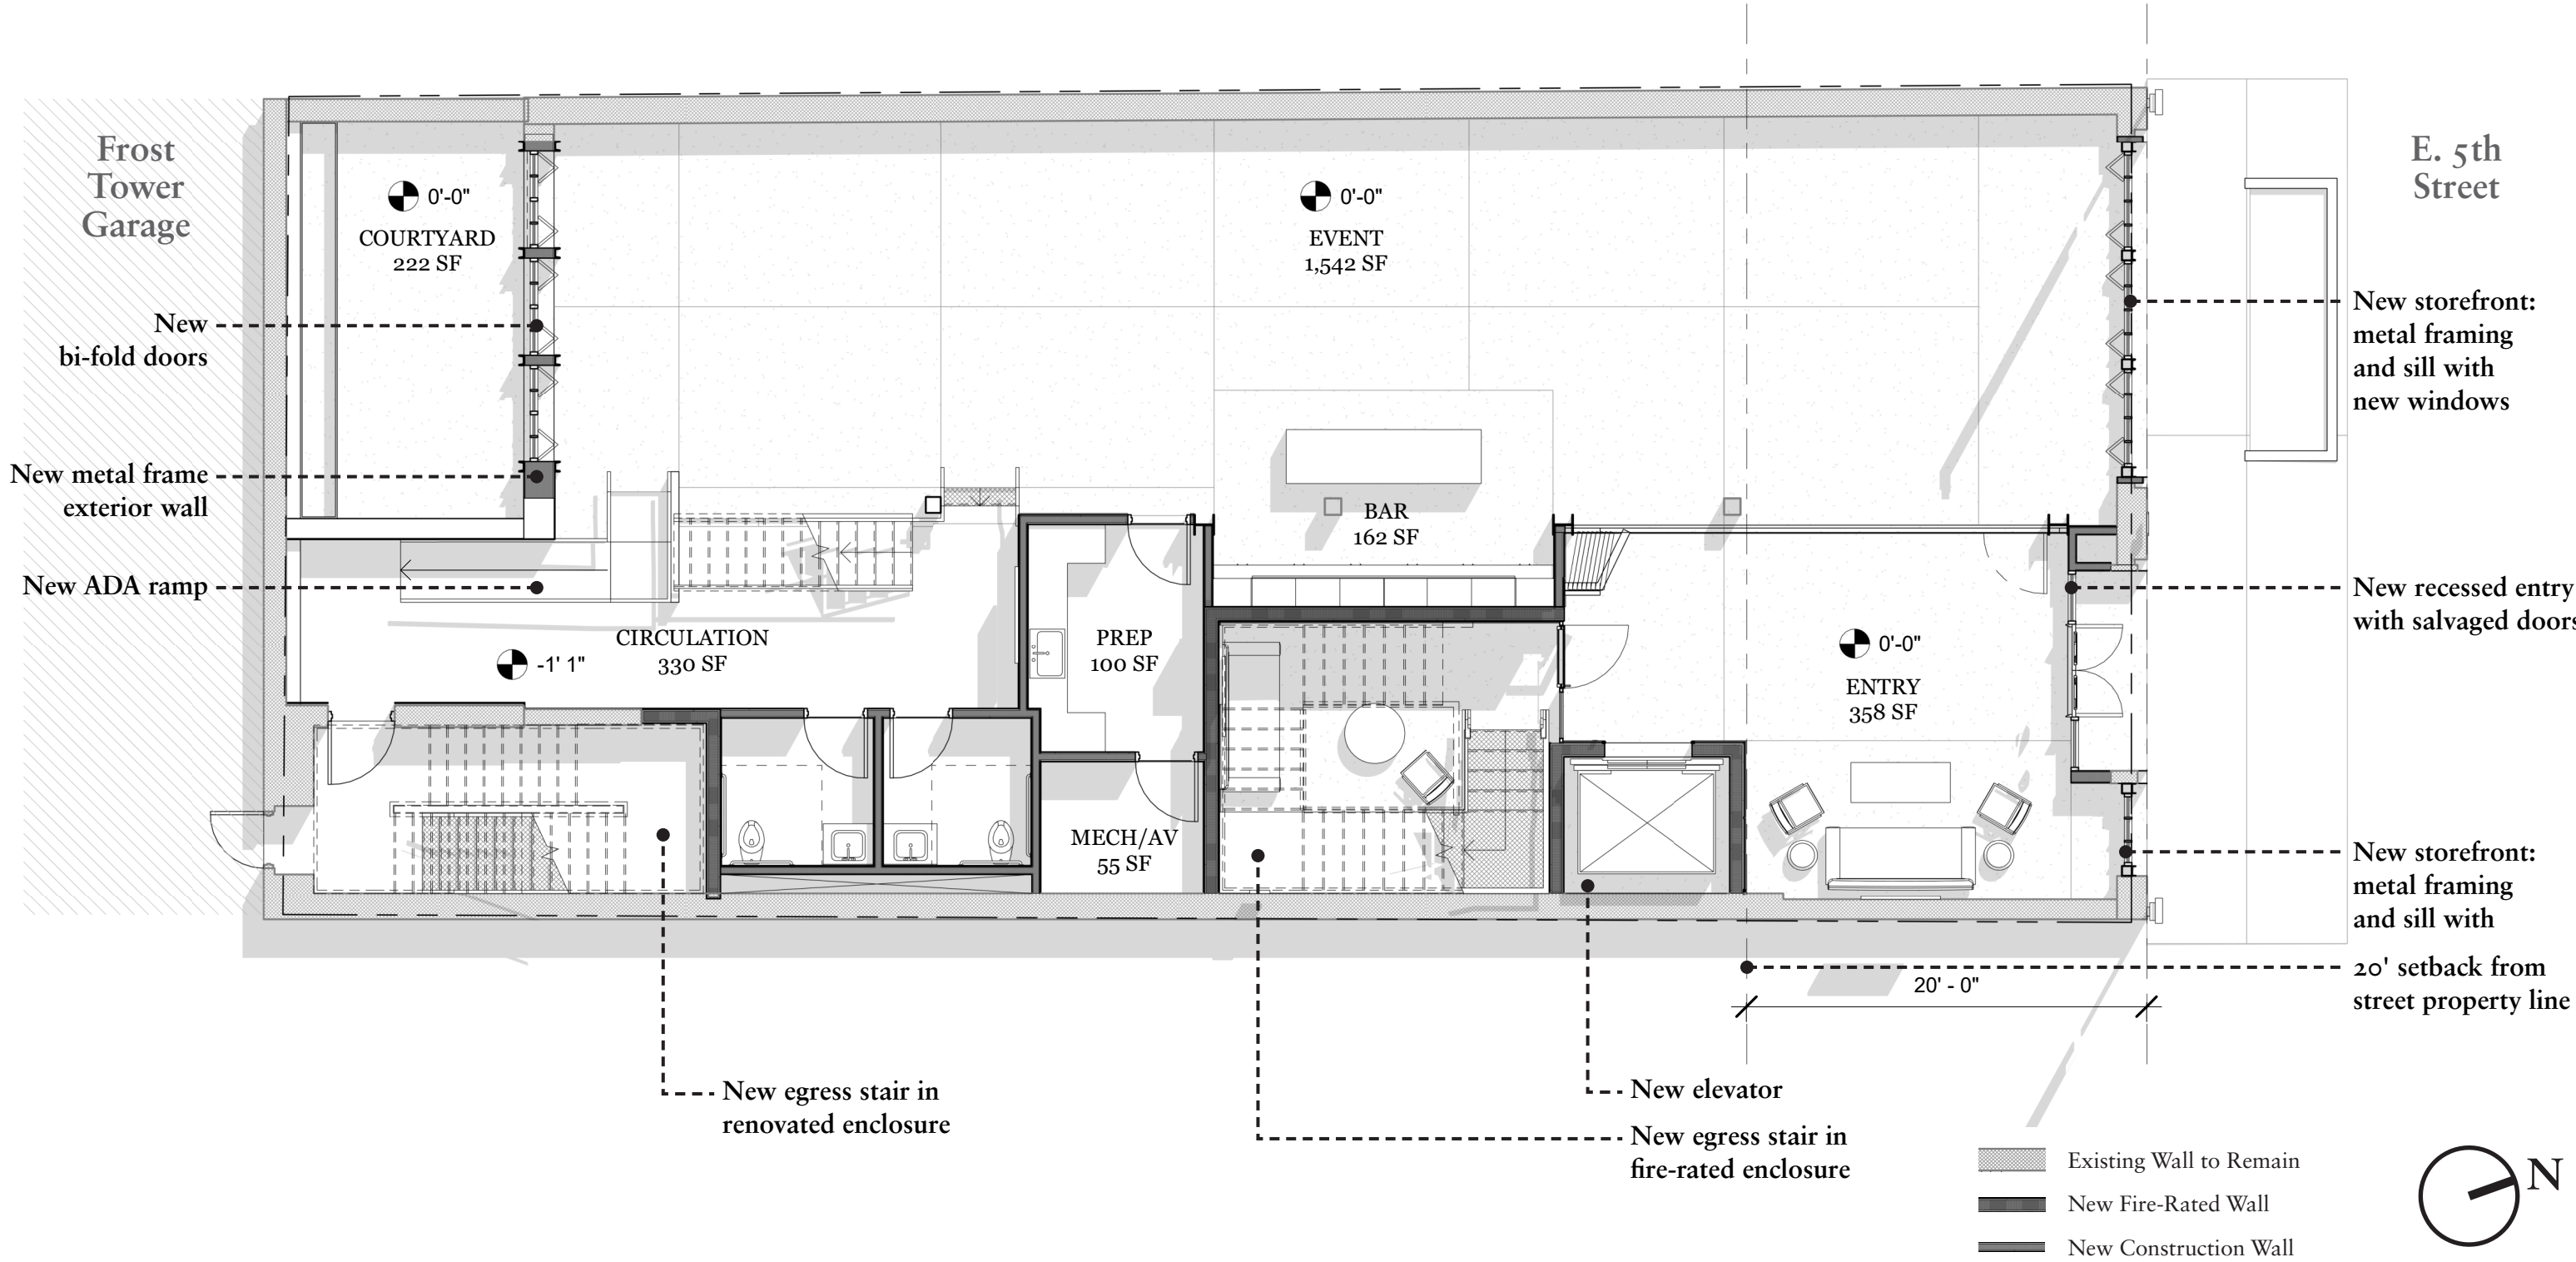 Frost
Tower
Garage
E. 5th
Street
0'-0"
COURTYARD
222 SF
0'-0"
EVENT
1,542 SF
New
bi-fold doors
New storefront:
metal framing
and sill with
new windows
New metal frame
exterior wall
BAR
162 SF
New ADA ramp
New recessed entry
with salvaged doors
CIRCULATION
330 SF
-1' 1"
PREP
100 SF
0'-0"
ENTRY
358 SF
MECH/AV
55 SF
New storefront:
metal framing
and sill with
20' setback from
street property line
20' - 0"
New egress stair in
renovated enclosure
New elevator
New egress stair in
fire-rated enclosure
Existing Wall to Remain
New Fire-Rated Wall
New Construction Wall
N